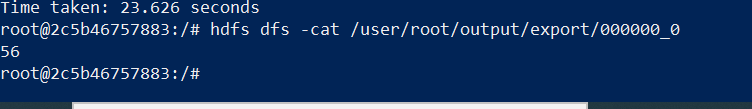 Time taken: 23.626 seconds
root@2c5b46757883:/# hdfs dfs -cat /user/root/output/export/000000_0
56
root@2c5b46757883:/#